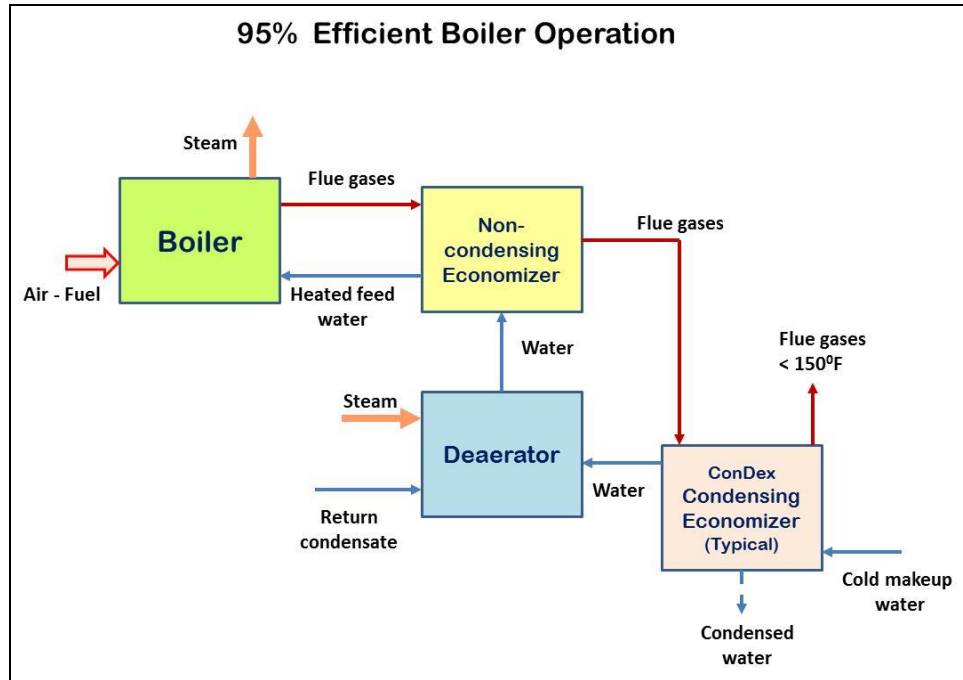 95% Efficient Boiler Operation
Steam
Flue gases
Boiler
Non-
condensing
Economizer
Flue gases
Air - Fuel
Heated feed
water
Water
Flue gases
< 150⁰F
Steam
Deaerator
Water
ConDex
Condensing
Economizer
(Typical)
Return
condensate
Cold makeup
water
Condensed
water